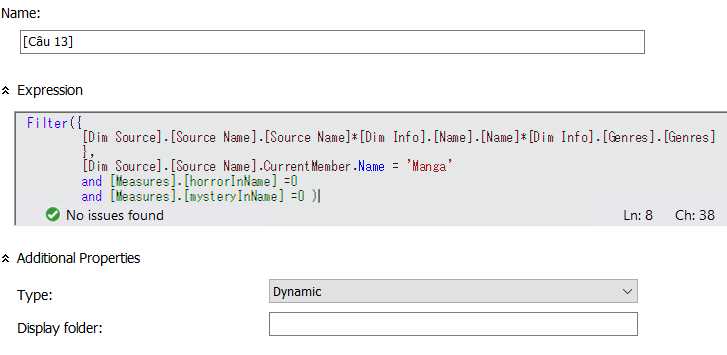 Name:
[Câu 13]
Expression
Filter({
[Dim Source].[Source Name].[Source Name]*[Dim Info].[Name].[Name]*[Dim Info].[Genres].[Genres]
},
[Dim Source].[Source Name].CurrentMember.Name = 'Manga'
and [Measures].[horrorInName] =0
and [Measures].[mysteryInName] =0 )
No issues found Ln: 8 Ch: 38
Additional Properties
Type: Dynamic
Display folder: